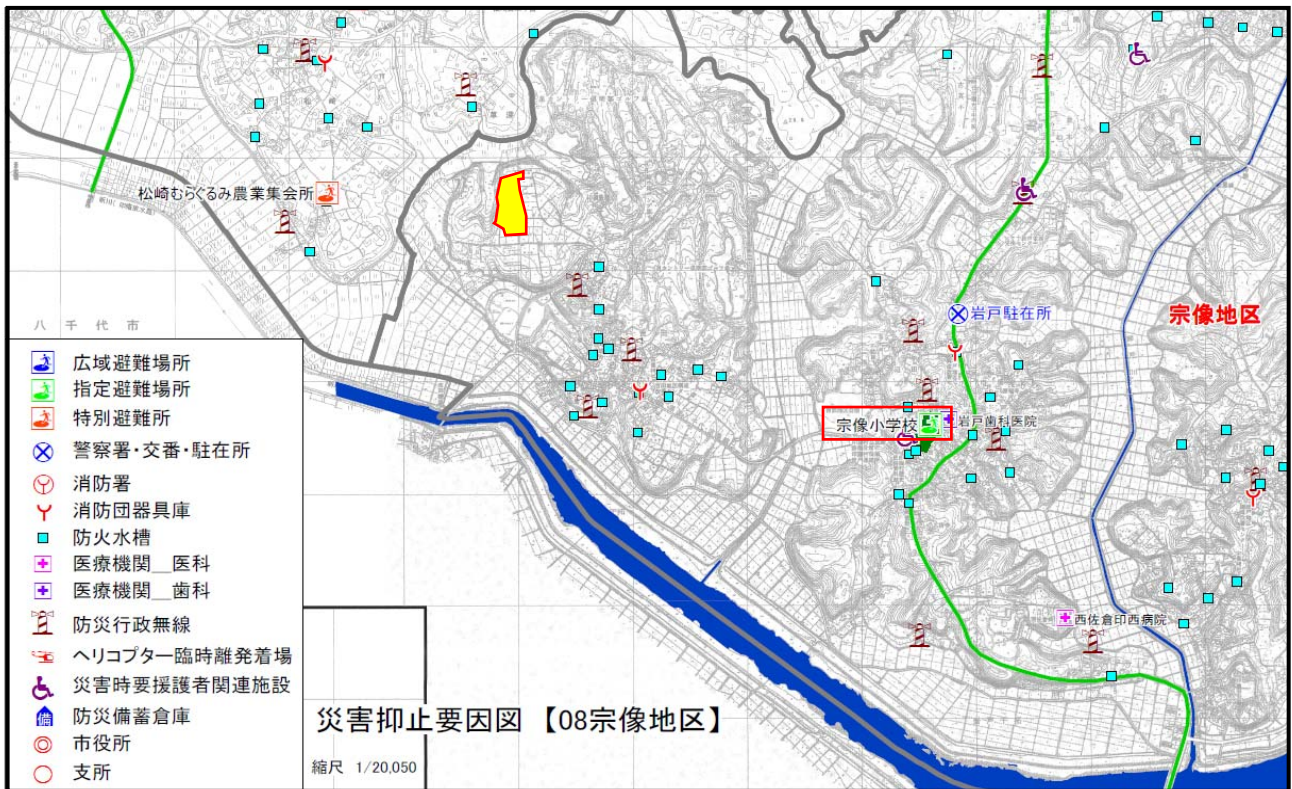 松崎むらぐるみ農業集会所
岩戸駐在所
宗像地区
八千代市
広域避難場所
指定避難場所
特別避難所
警察署・交番・駐在所
消防署
消防団器具庫
防火水槽
医療機関__医科
医療機関__歯科
防災行政無線
ヘリコプター臨時離発着場
災害時要援護者関連施設
防災備蓄倉庫
備
市役所
支所
宗像小学校
岩戸歯科医院
西佐倉印西病院
災害抑止要因図 【08宗像地区】
縮尺 1/20,050